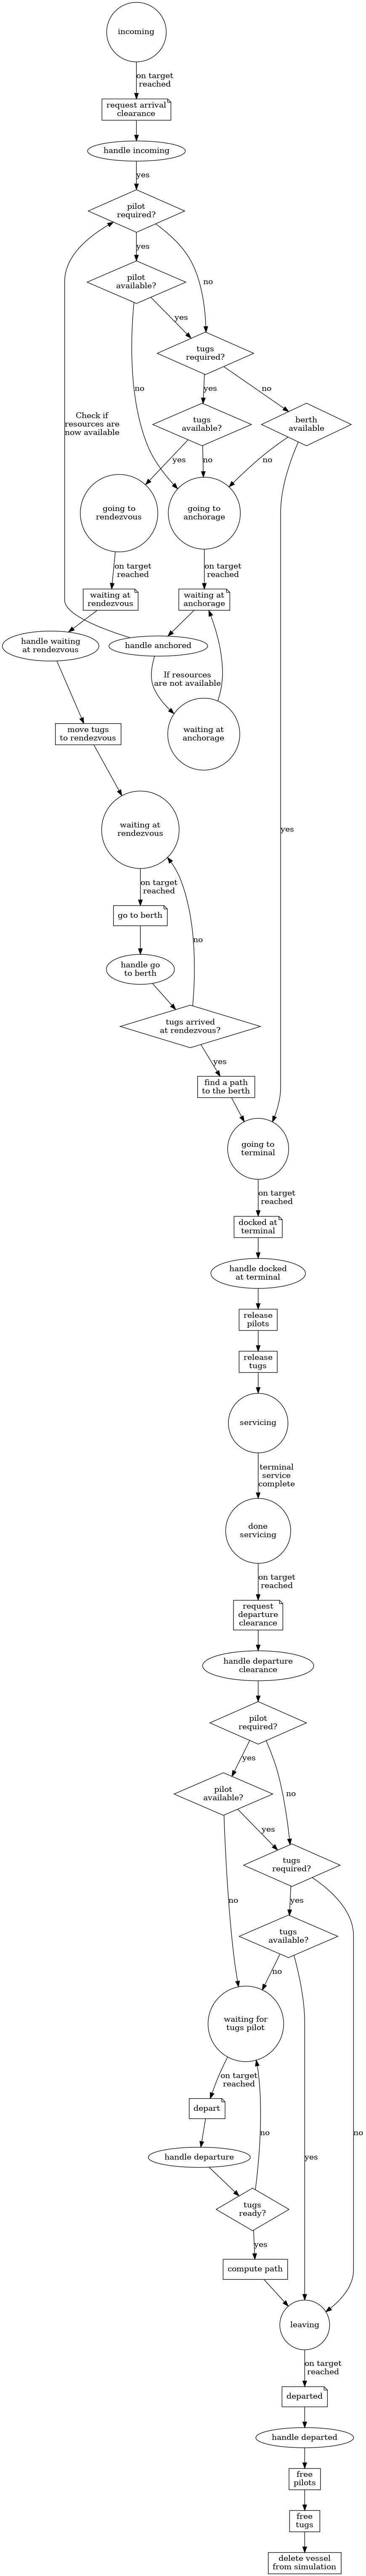 incoming
on target
reached
request arrival
clearance
handle incoming
yes
pilot
required?
yes
no
pilot
available?
yes
tugs
required?
no
yes
no
Check if
resources are
now available
tugs
available?
berth
available
yes
no
no
going to
rendezvous
going to
anchorage
on target
reached
on target
reached
waiting at
rendezvous
waiting at
anchorage
handle waiting
at rendezvous
handle anchored
If resources
are not available
move tugs
to rendezvous
waiting at
anchorage
waiting at
rendezvous
yes
on target
reached
go to berth
no
handle go
to berth
tugs arrived
at rendezvous?
yes
find a path
to the berth
going to
terminal
on target
reached
docked at
terminal
handle docked
at terminal
release
pilots
release
tugs
servicing
terminal
service
complete
done
servicing
on target
reached
request
departure
clearance
handle departure
clearance
pilot
required?
yes
no
pilot
available?
yes
tugs
required?
no
yes
tugs
available?
no
waiting for
tugs pilot
on target
reached
depart
no
no
handle departure
yes
tugs
ready?
yes
compute path
leaving
on target
reached
departed
handle departed
free
pilots
free
tugs
delete vessel
from simulation